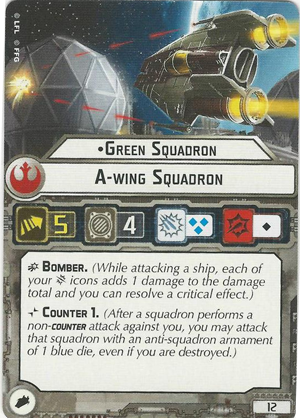 © LFL © FFG
•Green Squadron
A-wing Squadron
5 4
Bomber. (While attacking a ship, each of
your icons adds 1 damage to the damage
total and you can resolve a critical effect.)
Counter 1. (After a squadron performs a
non-counter attack against you, you may attack
that squadron with an anti-squadron armament
of 1 blue die, even if you are destroyed.)
12